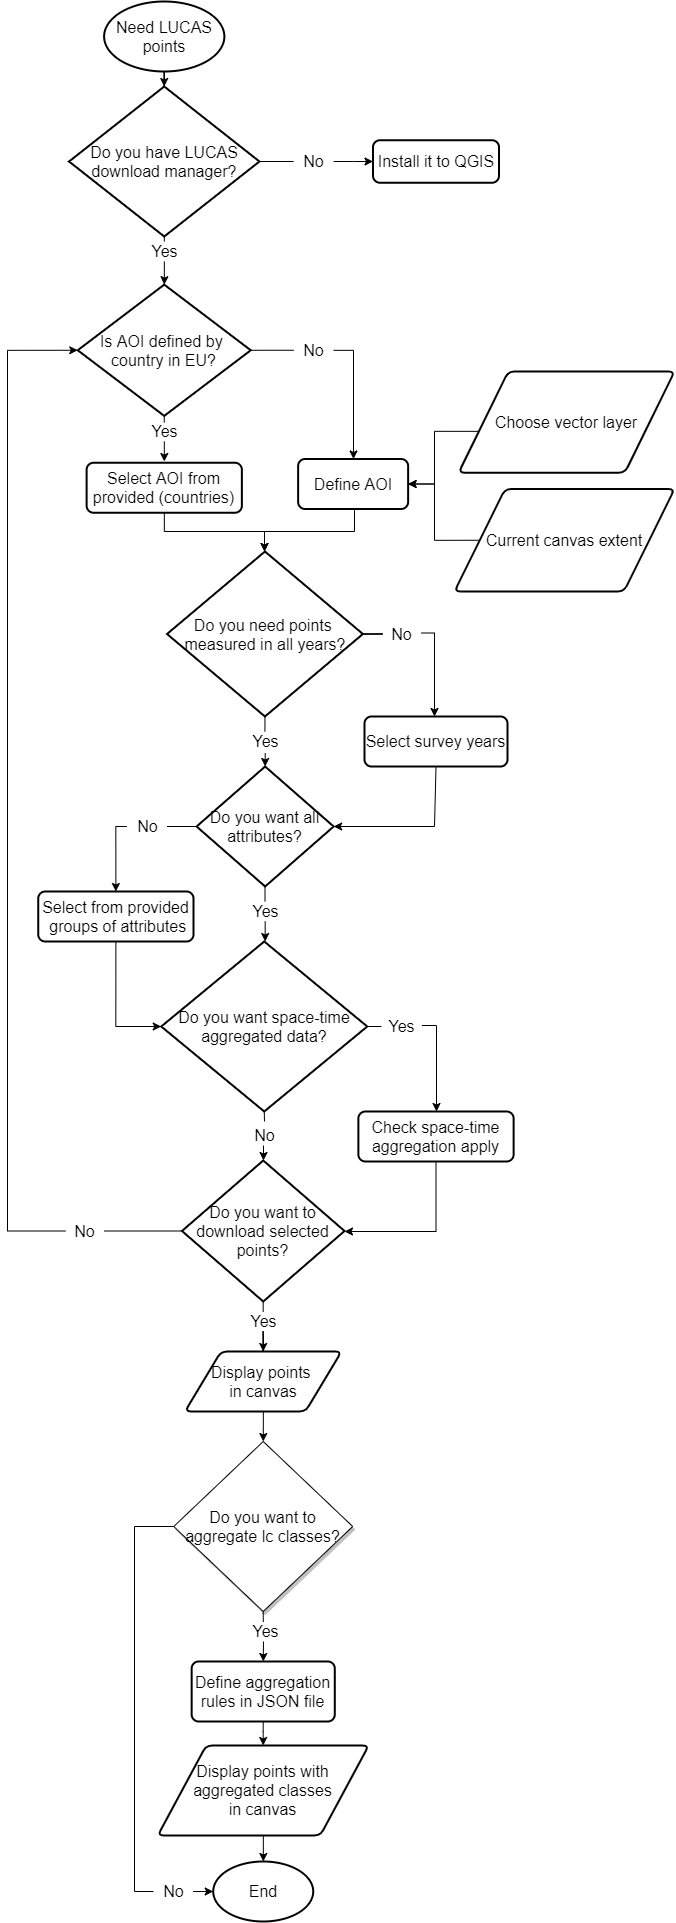 Need LUCAS
points
Do you have LUCAS
download manager?
No
Install it to QGIS
Yes
Is AOI defined by
country in EU?
No
Yes
Choose vector layer
Select AOI from
provided (countries)
Define AOI
Current canvas extent
Do you need points
measured in all years?
No
Yes
Select survey years
Do you want all
attributes?
No
Select from provided
groups of attributes
Yes
Do you want space-time
aggregated data?
Yes
Check space-time
aggregation apply
No
Do you want to
download selected
points?
No
Yes
Display points
in canvas
Do you want to
aggregate lc classes?
Yes
Define aggregation
rules in JSON file
Display points with
aggregated classes
in canvas
No
End